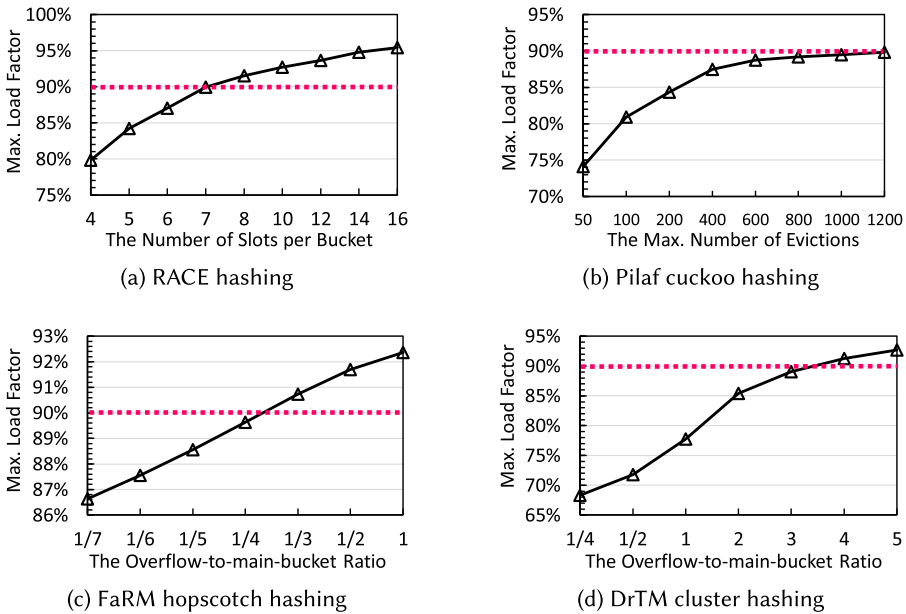 100%
95%
90%
85%
80%
75%
Max. Load Factor
4 5 6 7 8 10 12 14 16
The Number of Slots per Bucket
(a) RACE hashing
95%
90%
85%
80%
75%
70%
Max. Load Factor
50 100 200 400 600 800 1000 1200
The Max. Number of Evictions
(b) Pilaf cuckoo hashing
93%
92%
91%
90%
89%
88%
87%
86%
Max. Load Factor
1/7 1/6 1/5 1/4 1/3 1/2 1
The Overflow-to-main-bucket Ratio
(c) FaRM hopscotch hashing
95%
90%
85%
80%
75%
70%
65%
Max. Load Factor
1/4 1/2 1 2 3 4 5
The Overflow-to-main-bucket Ratio
(d) DrTM cluster hashing